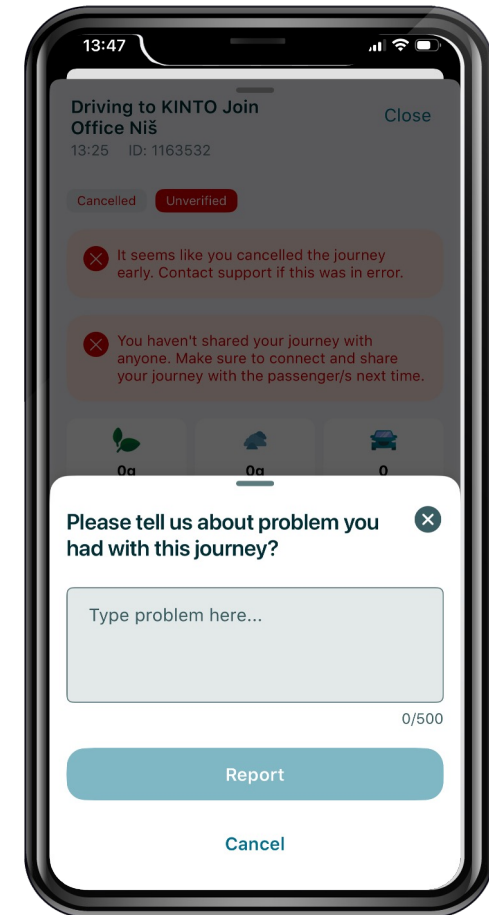 13:47
Driving to KINTO Join
Close
Office Niš
13:25 ID: 1163532
Cancelled Unverified
It seems like you cancelled the journey
early. Contact support if this was in error.
You haven't shared your journey with
anyone. Make sure to connect and share
your journey with the passenger/s next time.
0g 0g 0
Please tell us about problem you
had with this journey?
Type problem here...
0/500
Report
Cancel